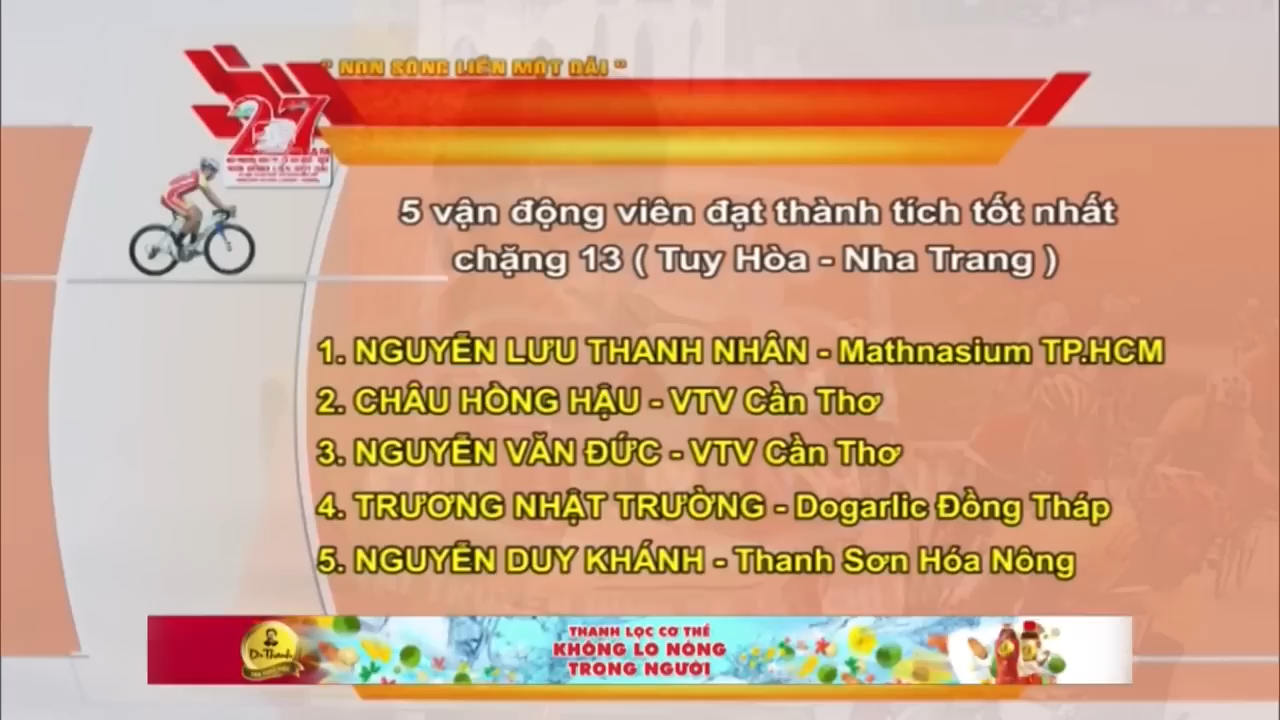 " NON SÔNG LIỀN MỘT DẢI "
27
5 vận động viên đạt thành tích tốt nhất
chặng 13 ( Tuy Hòa - Nha Trang )
1. NGUYỄN LƯU THANH NHÂN - Mathnasium TP.HCM
2. CHÂU HỒNG HẬU - VTV Cần Thơ
3. NGUYỄN VĂN ĐỨC - VTV Cần Thơ
4. TRƯƠNG NHẬT TRƯỜNG - Dogarlic Đồng Tháp
5. NGUYỄN DUY KHÁNH - Thanh Sơn Hóa Nông
Dr Thanh
THANH LỌC CƠ THỂ
KHÔNG LO NÓNG
TRONG NGƯỜI